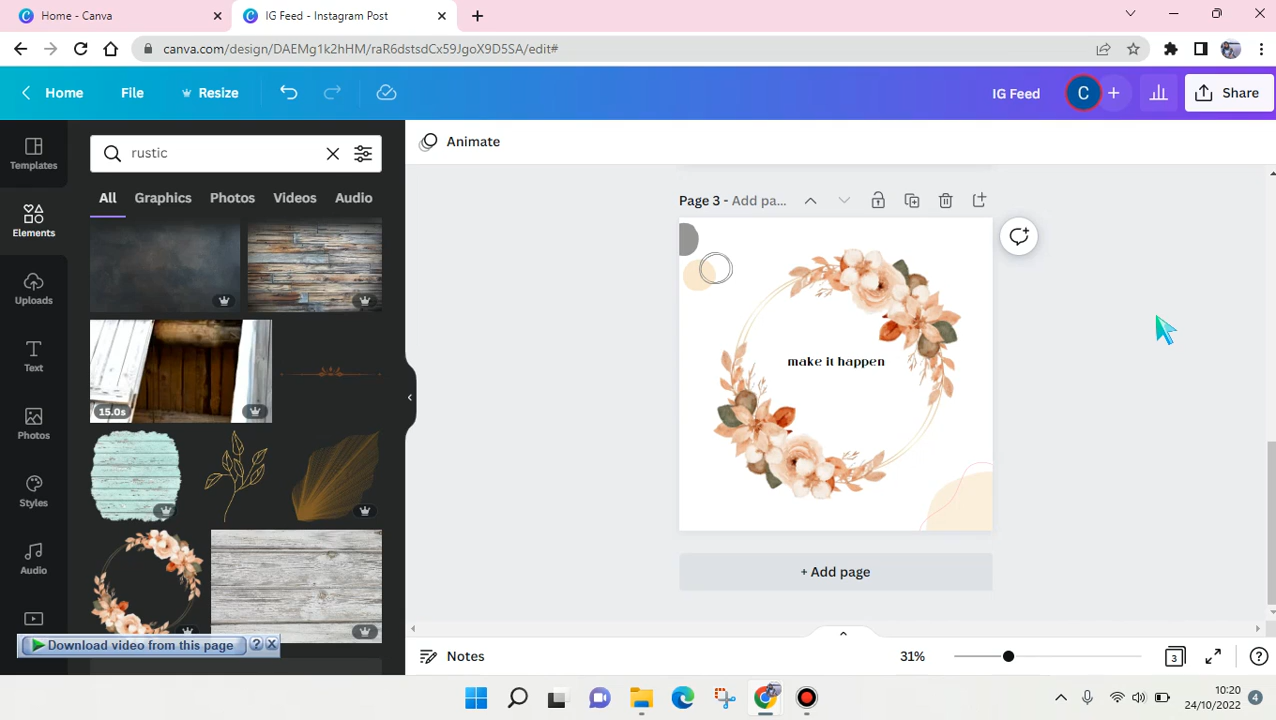 Home - Canva
IG Feed - Instagram Post
canva.com/design/DAEMg1k2hHM/raR6dstsdCx59JgoX9D5SA/edit#
Home
File
Resize
IG Feed
C
Share
Templates
Elements
Uploads
Text
Photos
Styles
Audio
rustic
All
Graphics
Photos
Videos
Audio
15.0s
Download video from this page
?
Animate
Page 3 - Add pa...
make it happen
+ Add page
Notes
31%
3
?
10:20
24/10/2022
4